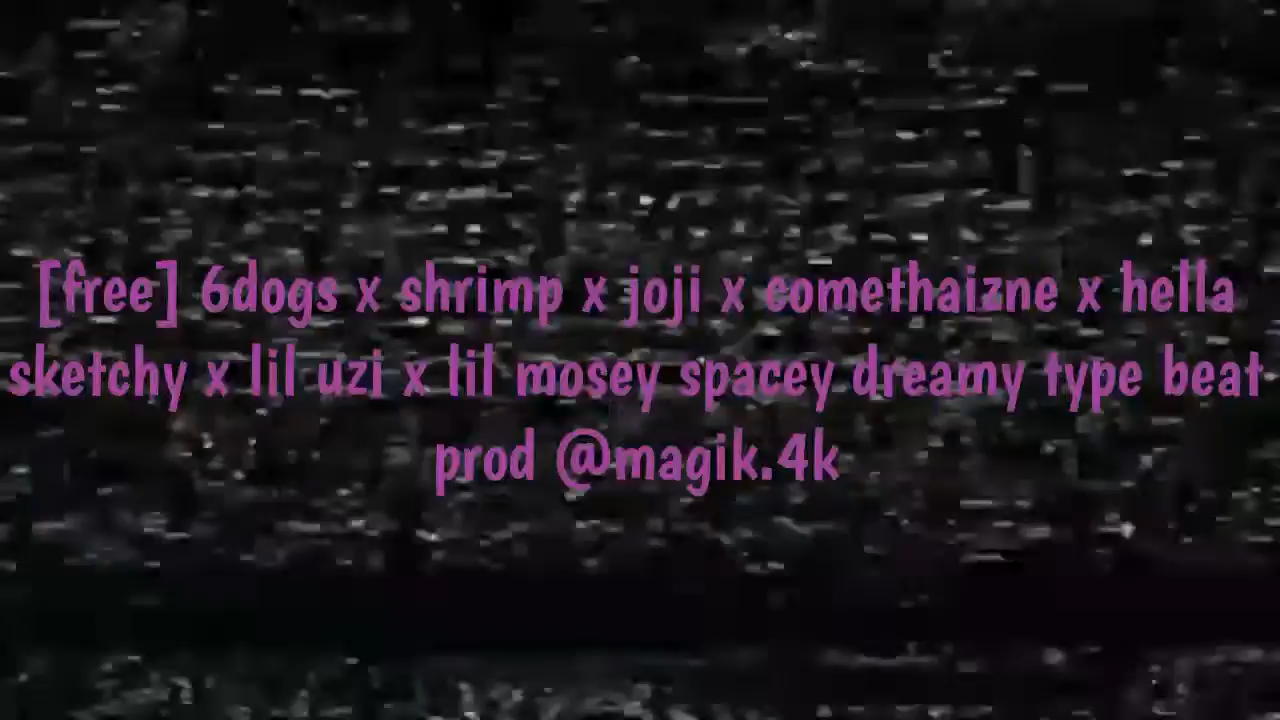 [free] 6dogs x shrimp x joji x comethaizne x hella
sketchy x lil uzi x lil mosey spacey dreamy type beat
prod @magik.4k